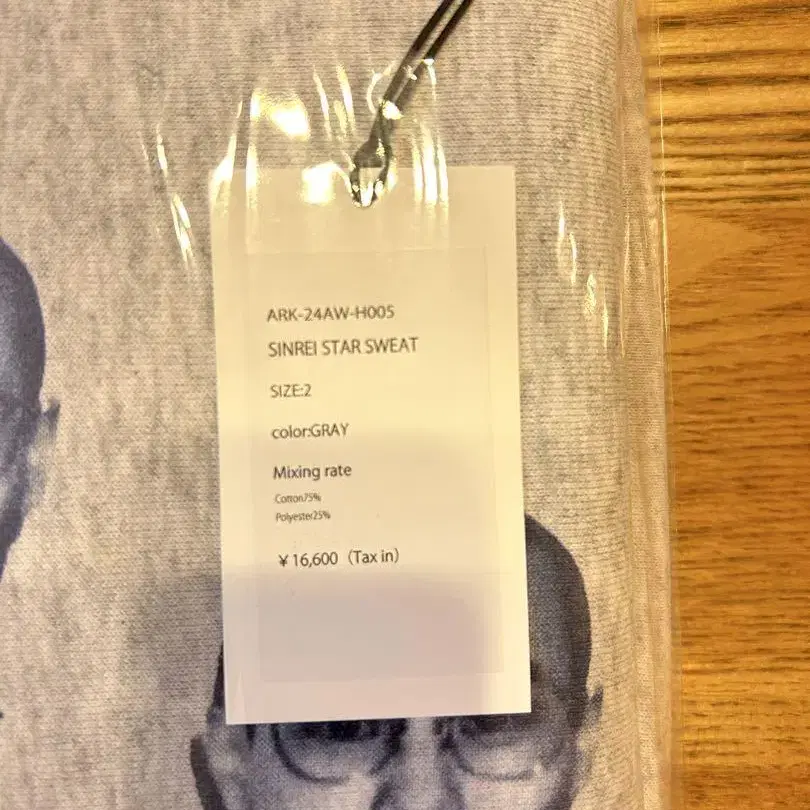 ARK-24AW-H005
SINREI STAR SWEAT
SIZE:2
color:GRAY
Mixing rate
Cotton75%
Polyester25%
¥16,600 (Tax in)